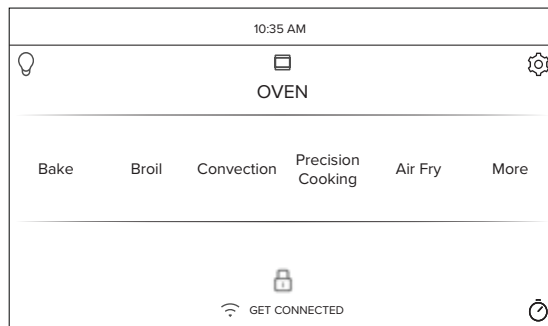 10:35 AM
OVEN
Bake Broil Convection Precision Cooking Air Fry More
GET CONNECTED